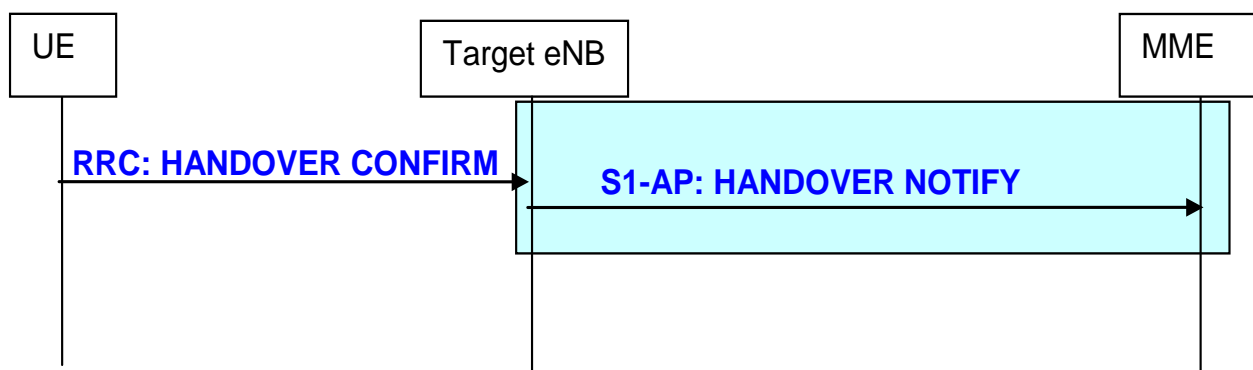 UE
Target eNB
MME
RRC: HANDOVER CONFIRM
S1-AP: HANDOVER NOTIFY